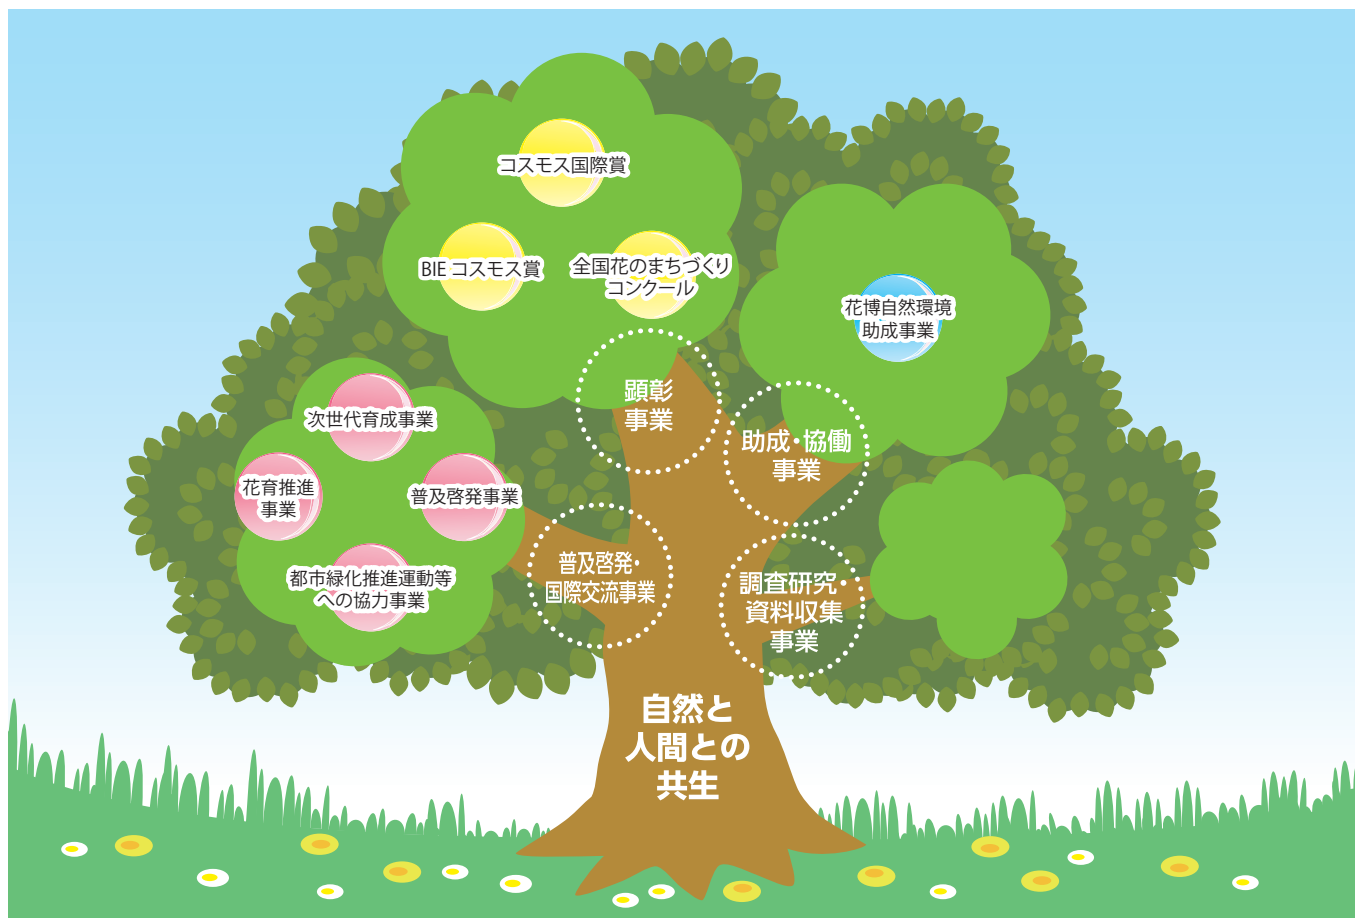 コスモス国際賞
BIE コスモス賞
全国花のまちづくり
コンクール
花博自然環境
助成事業
顕彰
事業
助成・協働
事業
次世代育成事業
花育推進
事業
普及啓発事業
都市緑化推進運動等
への協力事業
普及啓発・
国際交流事業
調査研究・
資料収集
事業
自然と
人間との
共生